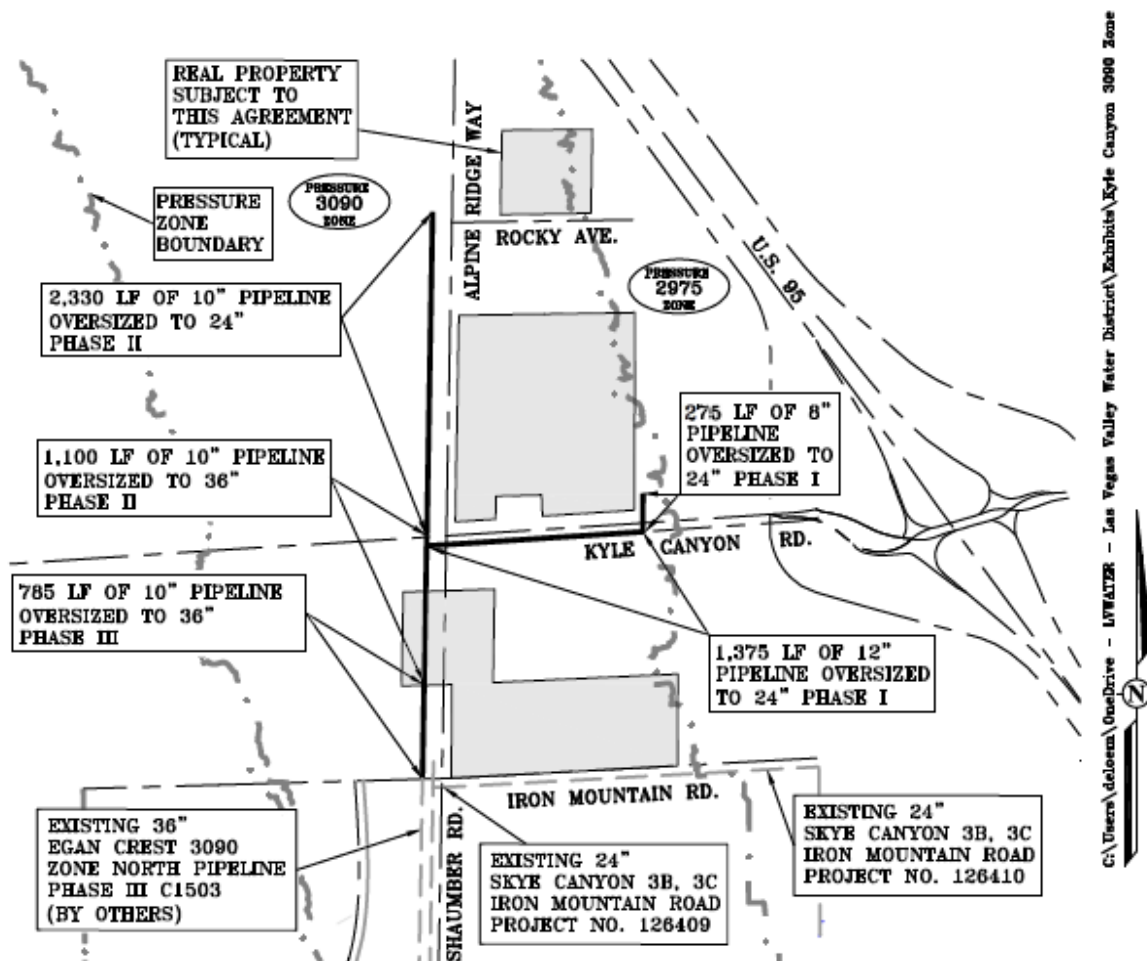 REAL PROPERTY
SUBJECT TO
THIS AGREEMENT
(TYPICAL)
PRESSURE
ZONE
BOUNDARY
PRESSURE
3090
ZONE
ALPINE RIDGE WAY
ROCKY AVE.
PRESSURE
2975
ZONE
U.S. 95
2,330 LF OF 10" PIPELINE
OVERSIZED TO 24"
PHASE II
1,100 LF OF 10" PIPELINE
OVERSIZED TO 36"
PHASE II
275 LF OF 8"
PIPELINE
OVERSIZED TO
24" PHASE I
KYLE CANYON RD.
785 LF OF 10" PIPELINE
OVERSIZED TO 36"
PHASE III
1,375 LF OF 12"
PIPELINE OVERSIZED
TO 24" PHASE I
IRON MOUNTAIN RD.
SHAUMBER RD.
EXISTING 36"
EGAN CREST 3090
ZONE NORTH PIPELINE
PHASE III C1503
(BY OTHERS)
EXISTING 24"
SKYE CANYON 3B, 3C
IRON MOUNTAIN ROAD
PROJECT NO. 126409
EXISTING 24"
SKYE CANYON 3B, 3C
IRON MOUNTAIN ROAD
PROJECT NO. 126410
N
C:\Users\deloem\OneDrive - LVWATER - Las Vegas Valley Water District\Exhibits\Kyle Canyon 3090 Zone